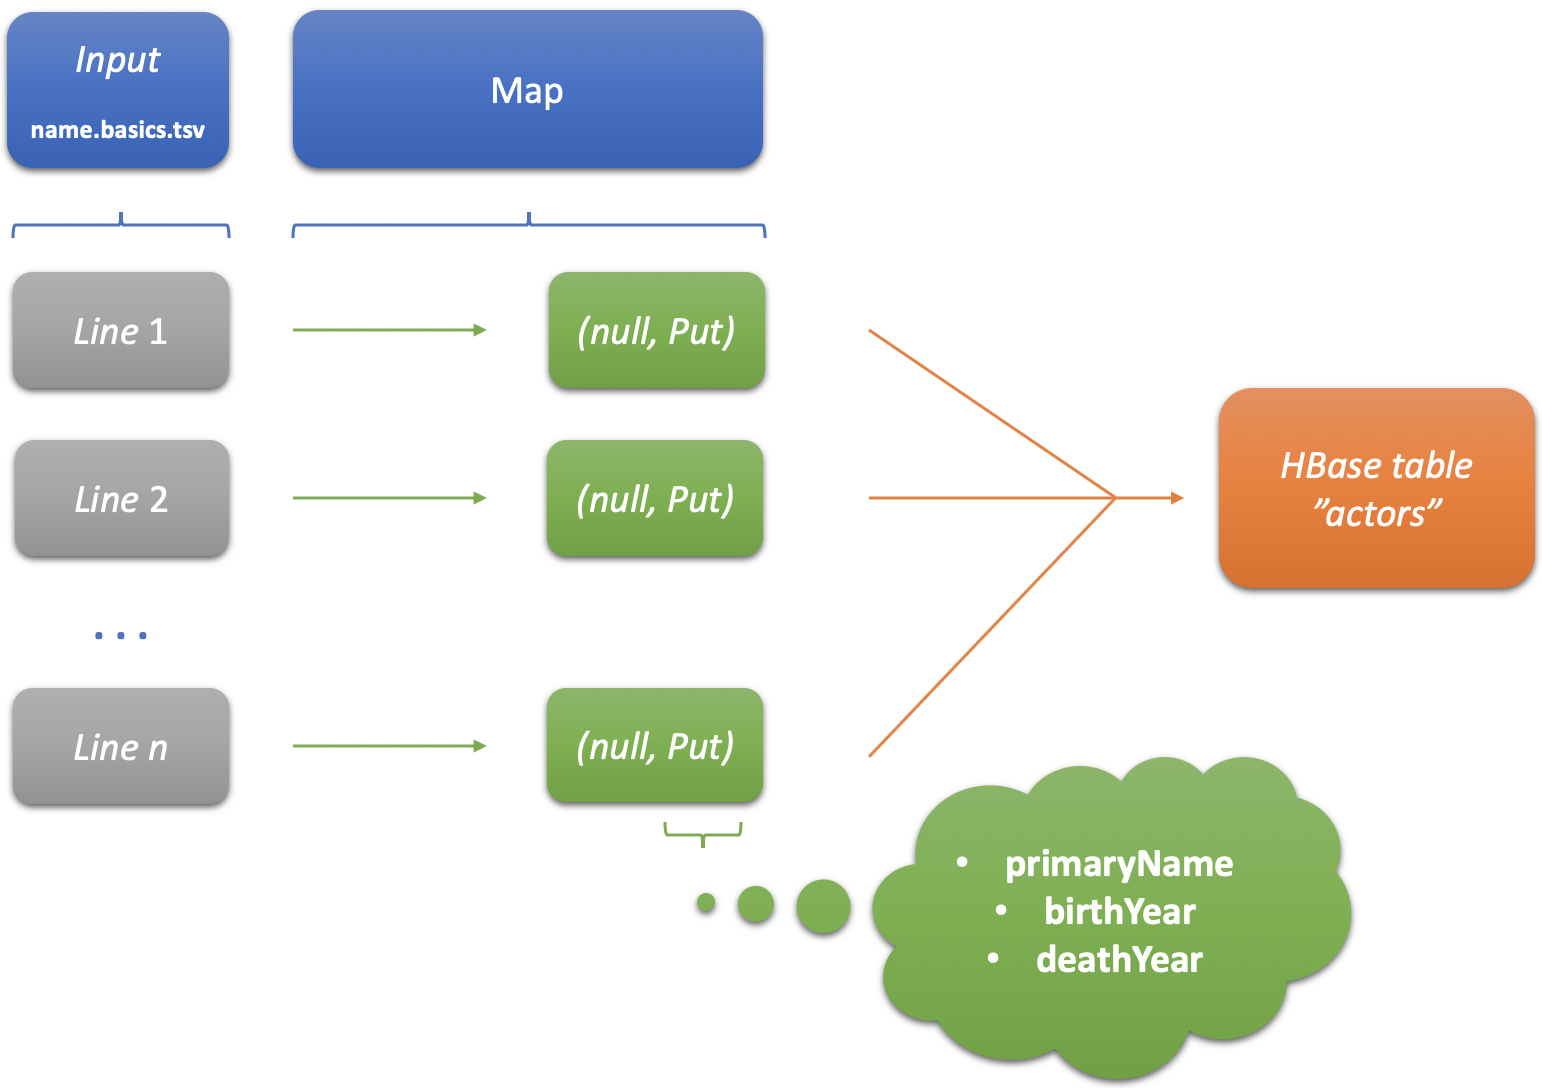 Input
name.basics.tsv
Map
Line 1
(null, Put)
Line 2
(null, Put)
HBase table
”actors”
...
Line n
(null, Put)
• primaryName
• birthYear
• deathYear